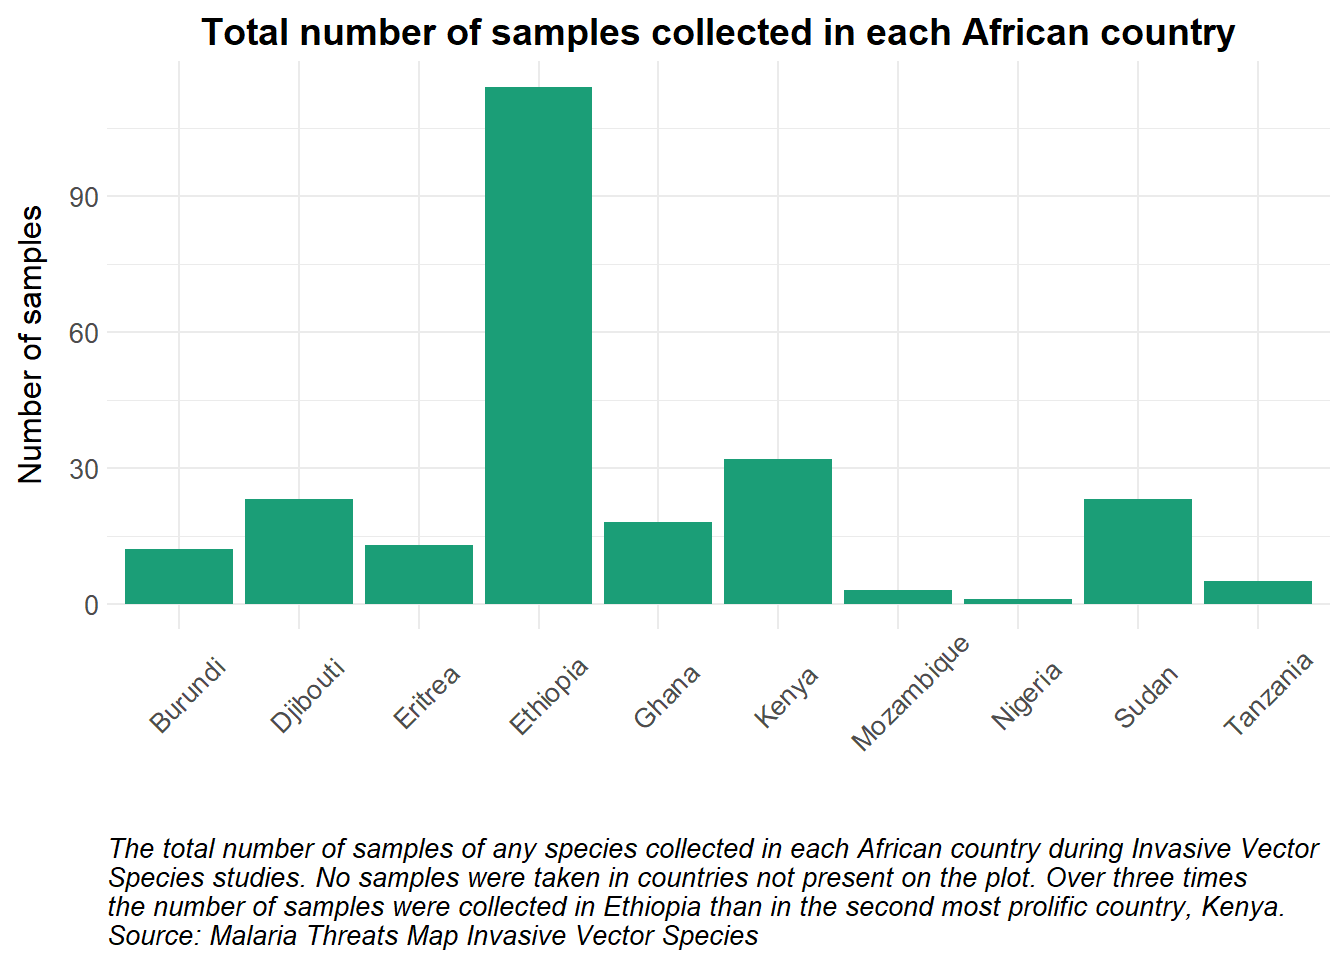 Total number of samples collected in each African country
Number of samples
90
60
30
0
Burundi
Djibouti
Eritrea
Ethiopia
Ghana
Kenya
Mozambique
Nigeria
Sudan
Tanzania
The total number of samples of any species collected in each African country during Invasive Vector
Species studies. No samples were taken in countries not present on the plot. Over three times
the number of samples were collected in Ethiopia than in the second most prolific country, Kenya.
Source: Malaria Threats Map Invasive Vector Species